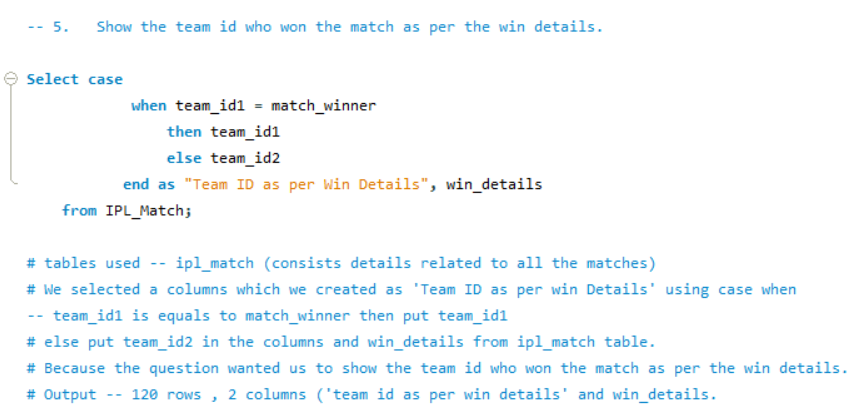 -- 5.   Show the team id who won the match as per the win details.
Select case
when team_id1 = match_winner
then team_id1
else team_id2
end as "Team ID as per Win Details", win_details
from IPL_Match;
# tables used -- ipl_match (consists details related to all the matches)
# We selected a columns which we created as 'Team ID as per win Details' using case when
-- team_id1 is equals to match_winner then put team_id1
# else put team_id2 in the columns and win_details from ipl_match table.
# Because the question wanted us to show the team id who won the match as per the win details.
# Output -- 120 rows , 2 columns ('team id as per win details' and win_details.